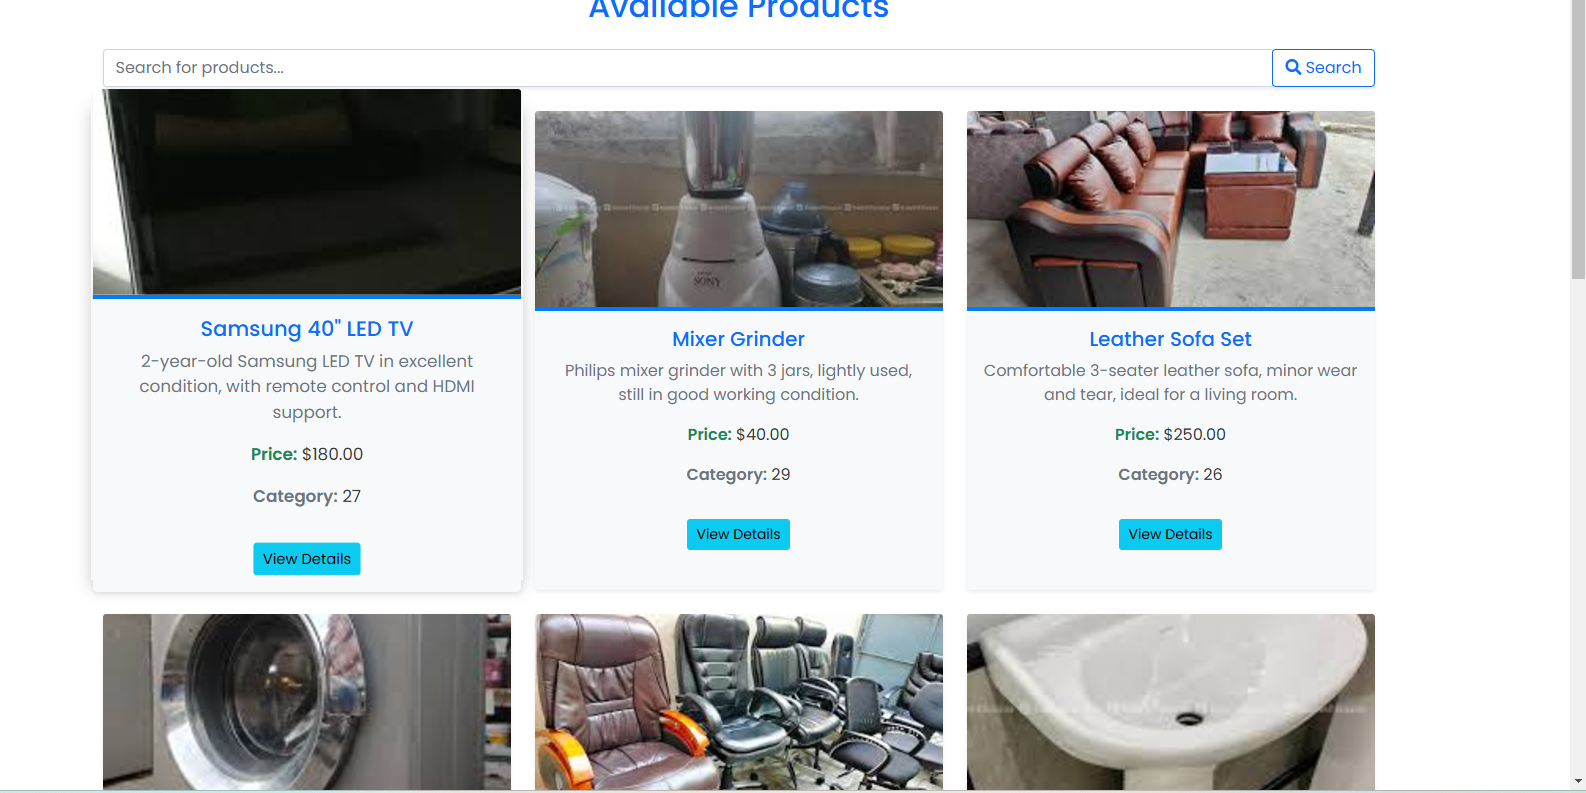 Available Products
Search for products...
Search
SONY
Samsung 40" LED TV
2-year-old Samsung LED TV in excellent
condition, with remote control and HDMI
support.
Price: $180.00
Category: 27
View Details
Mixer Grinder
Philips mixer grinder with 3 jars, lightly used,
still in good working condition.
Price: $40.00
Category: 29
View Details
Leather Sofa Set
Comfortable 3-seater leather sofa, minor wear
and tear, ideal for a living room.
Price: $250.00
Category: 26
View Details